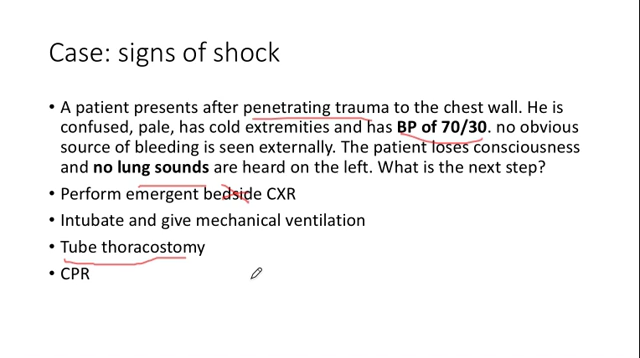 Case: signs of shock
• A patient presents after penetrating trauma to the chest wall. He is
confused, pale, has cold extremities and has BP of 70/30. no obvious
source of bleeding is seen externally. The patient loses consciousness
and no lung sounds are heard on the left. What is the next step?
• Perform emergent bedside CXR
• Intubate and give mechanical ventilation
• Tube thoracostomy
• CPR